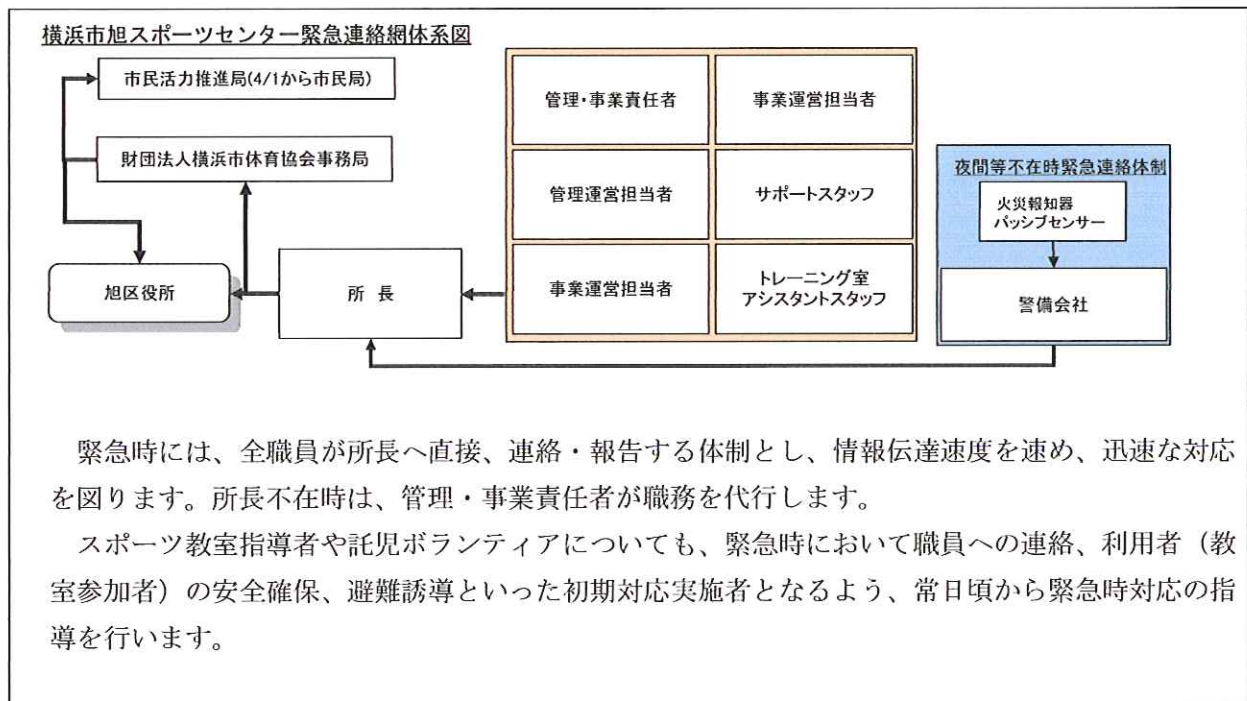 横浜市旭スポーツセンター緊急連絡網体系図
市民活力推進局(4/1から市民局)
財団法人横浜市体育協会事務局
旭区役所
所 長
管理・事業責任者
事業運営担当者
管理運営担当者
サポートスタッフ
事業運営担当者
トレーニング室
アシスタントスタッフ
夜間等不在時緊急連絡体制
火災報知器
パッシブセンサー
警備会社
緊急時には、全職員が所長へ直接、連絡・報告する体制とし、情報伝達速度を速め、迅速な対応
を図ります。所長不在時は、管理・事業責任者が職務を代行します。
スポーツ教室指導者や託児ボランティアについても、緊急時において職員への連絡、利用者（教
室参加者）の安全確保、避難誘導といった初期対応実施者となるよう、常日頃から緊急時対応の指
導を行います。